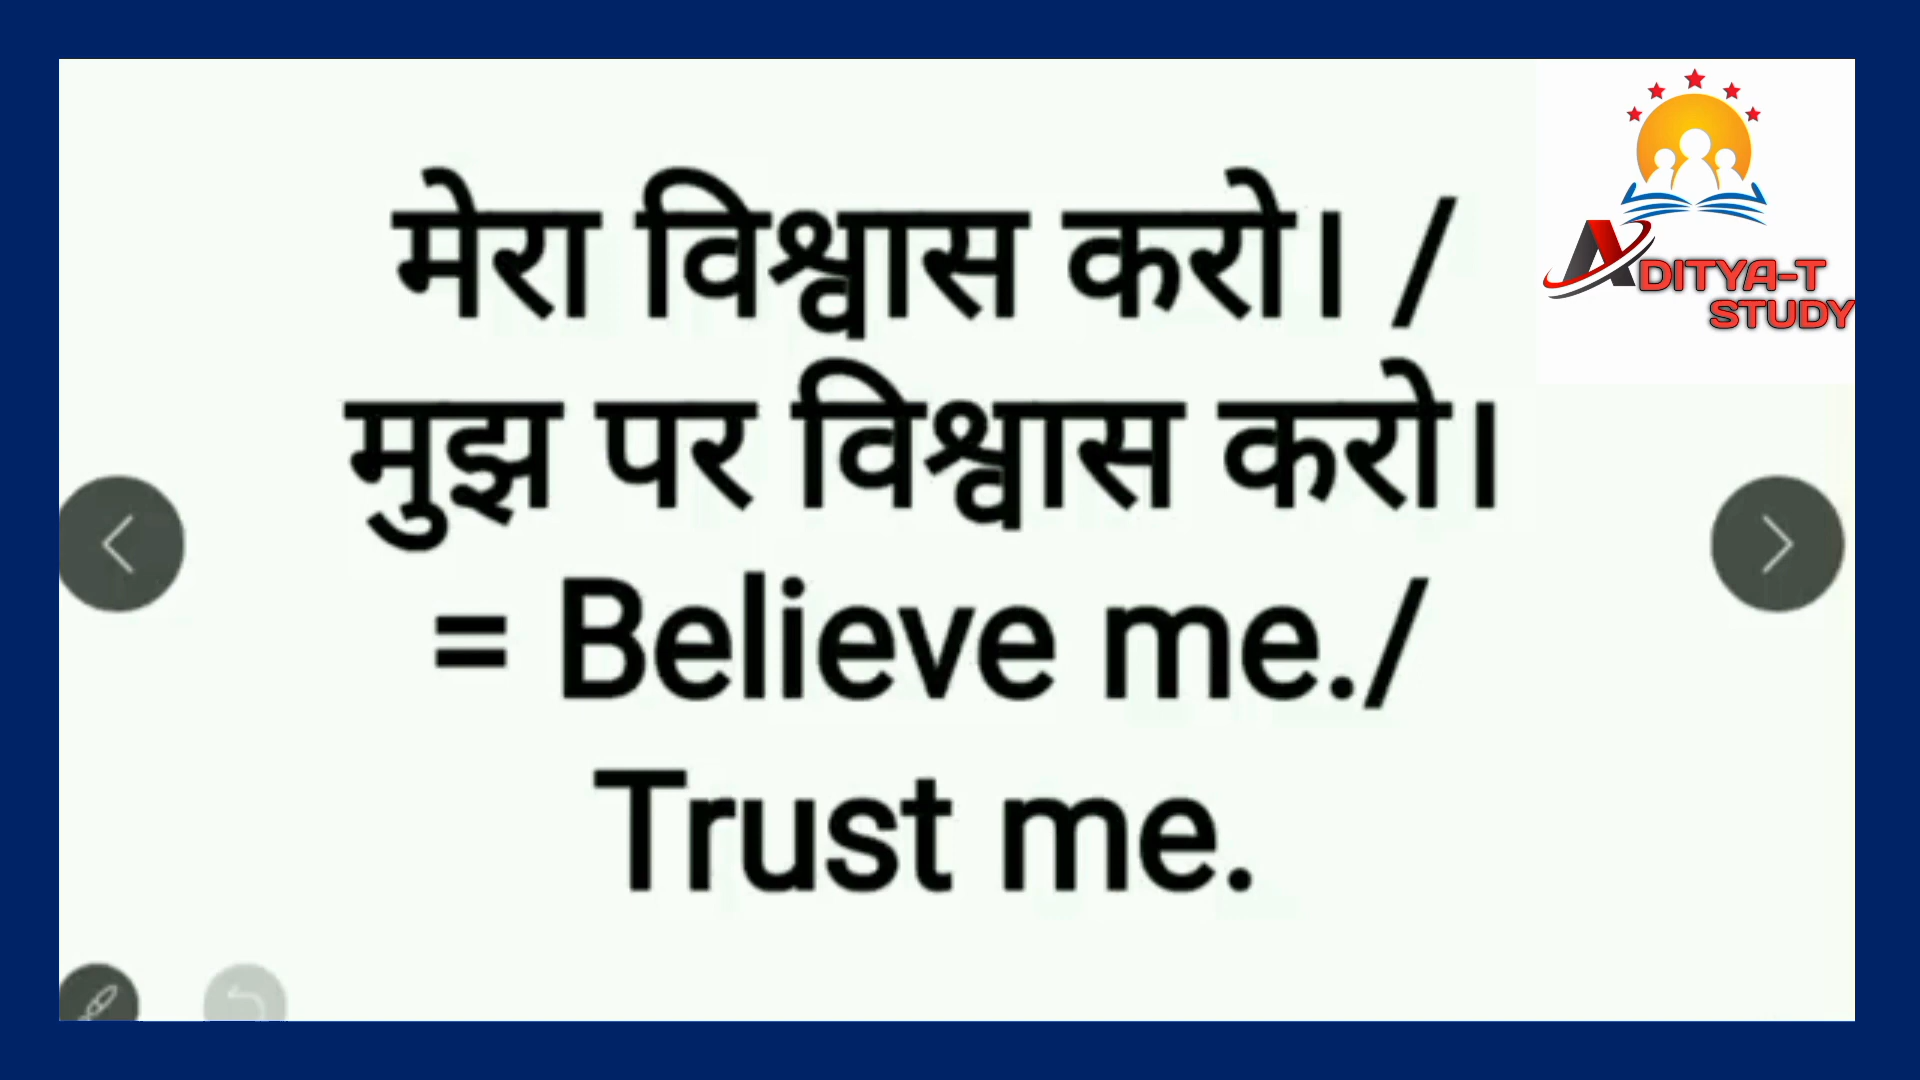 मेरा विश्वास करो। /
मुझ पर विश्वास करो।
= Believe me./
Trust me.
ADITYA-T
STUDY